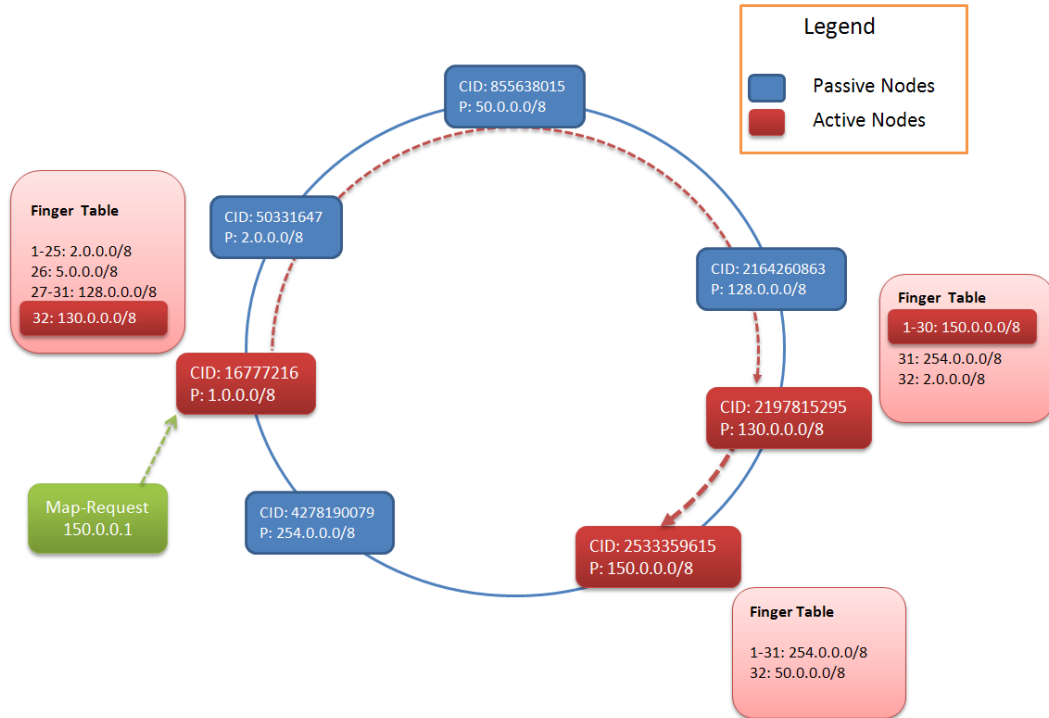 Legend
Passive Nodes
Active Nodes
CID: 855638015
P: 50.0.0.0/8
CID: 50331647
P: 2.0.0.0/8
Finger Table
1-25: 2.0.0.0/8
26: 5.0.0.0/8
27-31: 128.0.0.0/8
32: 130.0.0.0/8
CID: 2164260863
P: 128.0.0.0/8
Finger Table
1-30: 150.0.0.0/8
31: 254.0.0.0/8
32: 2.0.0.0/8
CID: 16777216
P: 1.0.0.0/8
CID: 2197815295
P: 130.0.0.0/8
Map-Request
150.0.0.1
CID: 4278190079
P: 254.0.0.0/8
CID: 2533359615
P: 150.0.0.0/8
Finger Table
1-31: 254.0.0.0/8
32: 50.0.0.0/8